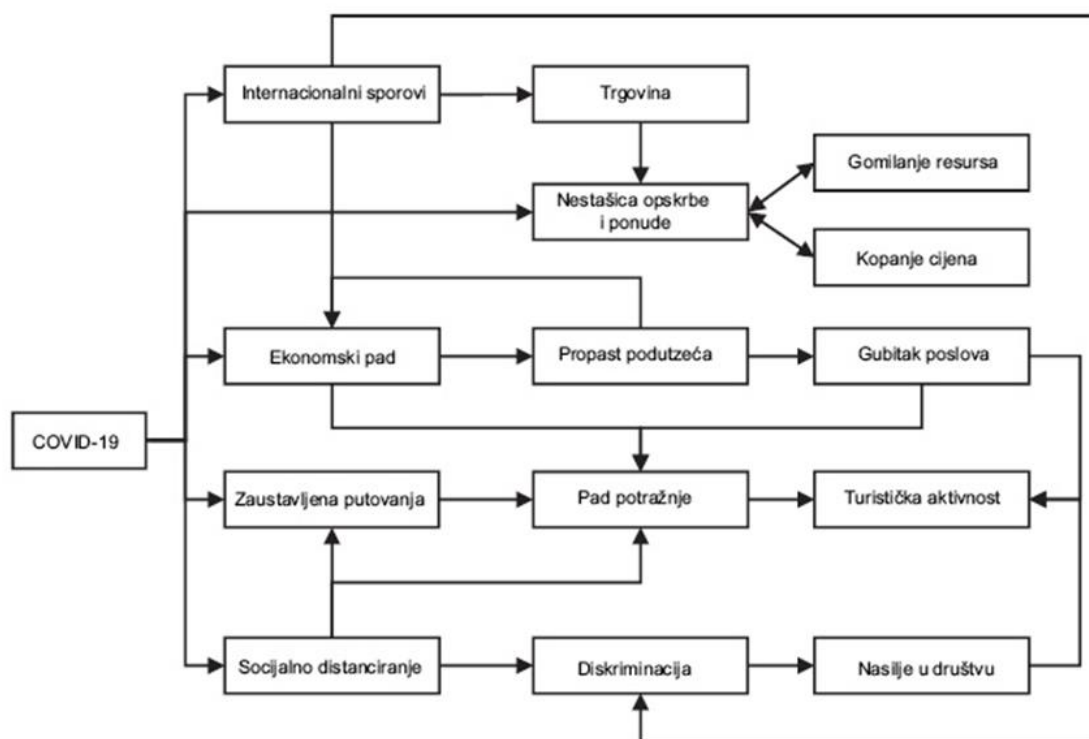 Internacionalni sporovi
Trgovina
Gomilanje resursa
Nestašica opskrbe
i ponude
Kopanje cijena
Ekonomski pad
Propast podutzeća
Gubitak poslova
COVID-19
Zaustavljena putovanja
Pad potražnje
Turistička aktivnost
Socijalno distanciranje
Diskriminacija
Nasilje u društvu